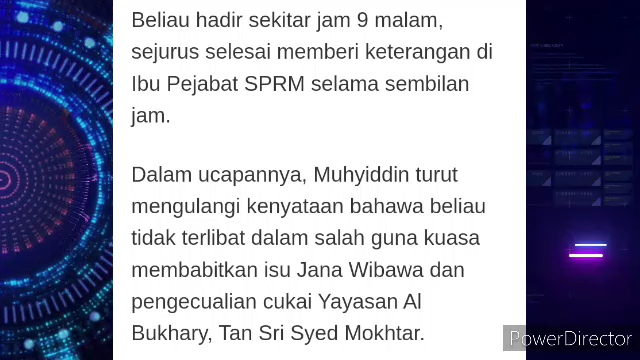 Beliau hadir sekitar jam 9 malam,
sejurus selesai memberi keterangan di
Ibu Pejabat SPRM selama sembilan
jam.
Dalam ucapannya, Muhyiddin turut
mengulangi kenyataan bahawa beliau
tidak terlibat dalam salah guna kuasa
membabitkan isu Jana Wibawa dan
pengecualian cukai Yayasan Al
Bukhary, Tan Sri Syed Mokhtar.
PowerDirector